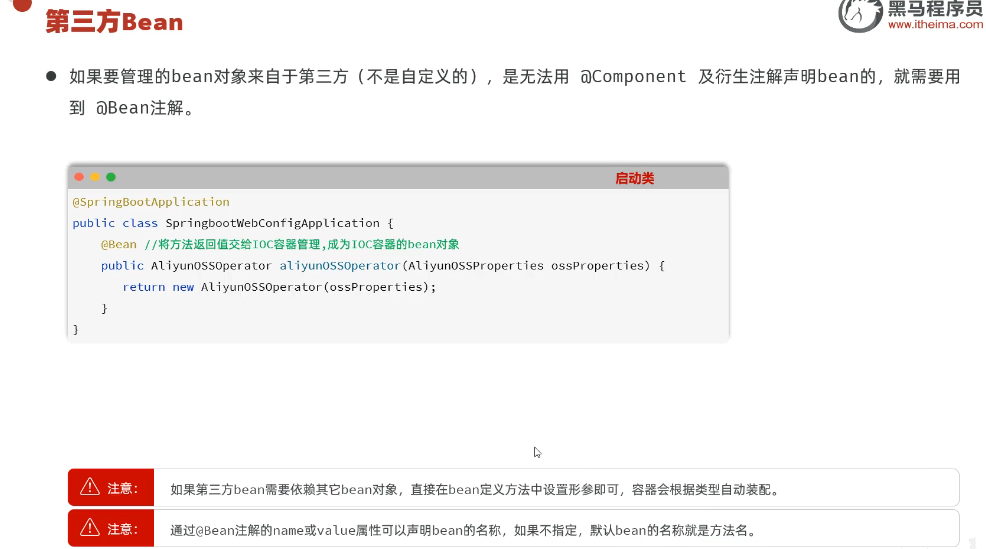 第三方Bean
黑马程序员
www.itheima.com
如果要管理的bean对象来自于第三方（不是自定义的），是无法用 @Component 及衍生注解声明bean的，就需要用
到 @Bean注解。
启动类
@SpringBootApplication
public class SpringbootWebConfigApplication {
@Bean //将方法返回值交给IOC容器管理,成为IOC容器的bean对象
public AliyunOSSOperator aliyunOSSOperator(AliyunOSSProperties ossProperties) {
return new AliyunOSSOperator(ossProperties);
}
}
注意：
如果第三方bean需要依赖其它bean对象，直接在bean定义方法中设置形参即可，容器会根据类型自动装配。
注意：
通过@Bean注解的name或value属性可以声明bean的名称，如果不指定，默认bean的名称就是方法名。